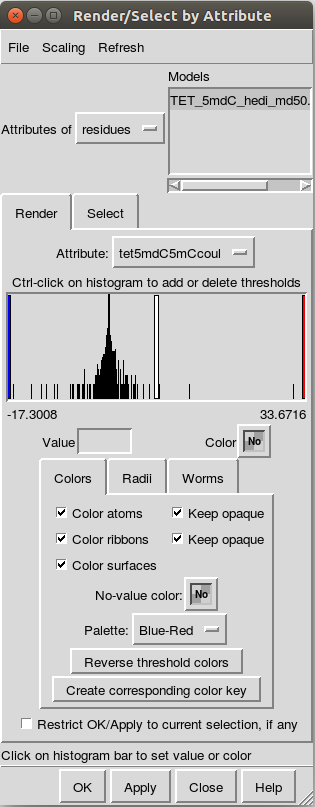 Render/Select by Attribute
File Scaling Refresh
Models
Attributes of residues TET_5mdC_hedi_md50.
Render Select
Attribute: tet5mdC5mCcoul
Ctrl-click on histogram to add or delete thresholds
-17.3008 33.6716
Value Color No
Colors Radii Worms
Color atoms Keep opaque
Color ribbons Keep opaque
Color surfaces
No-value color: No
Palette: Blue-Red
Reverse threshold colors
Create corresponding color key
Restrict OK/Apply to current selection, if any
Click on histogram bar to set value or color
OK Apply Close Help